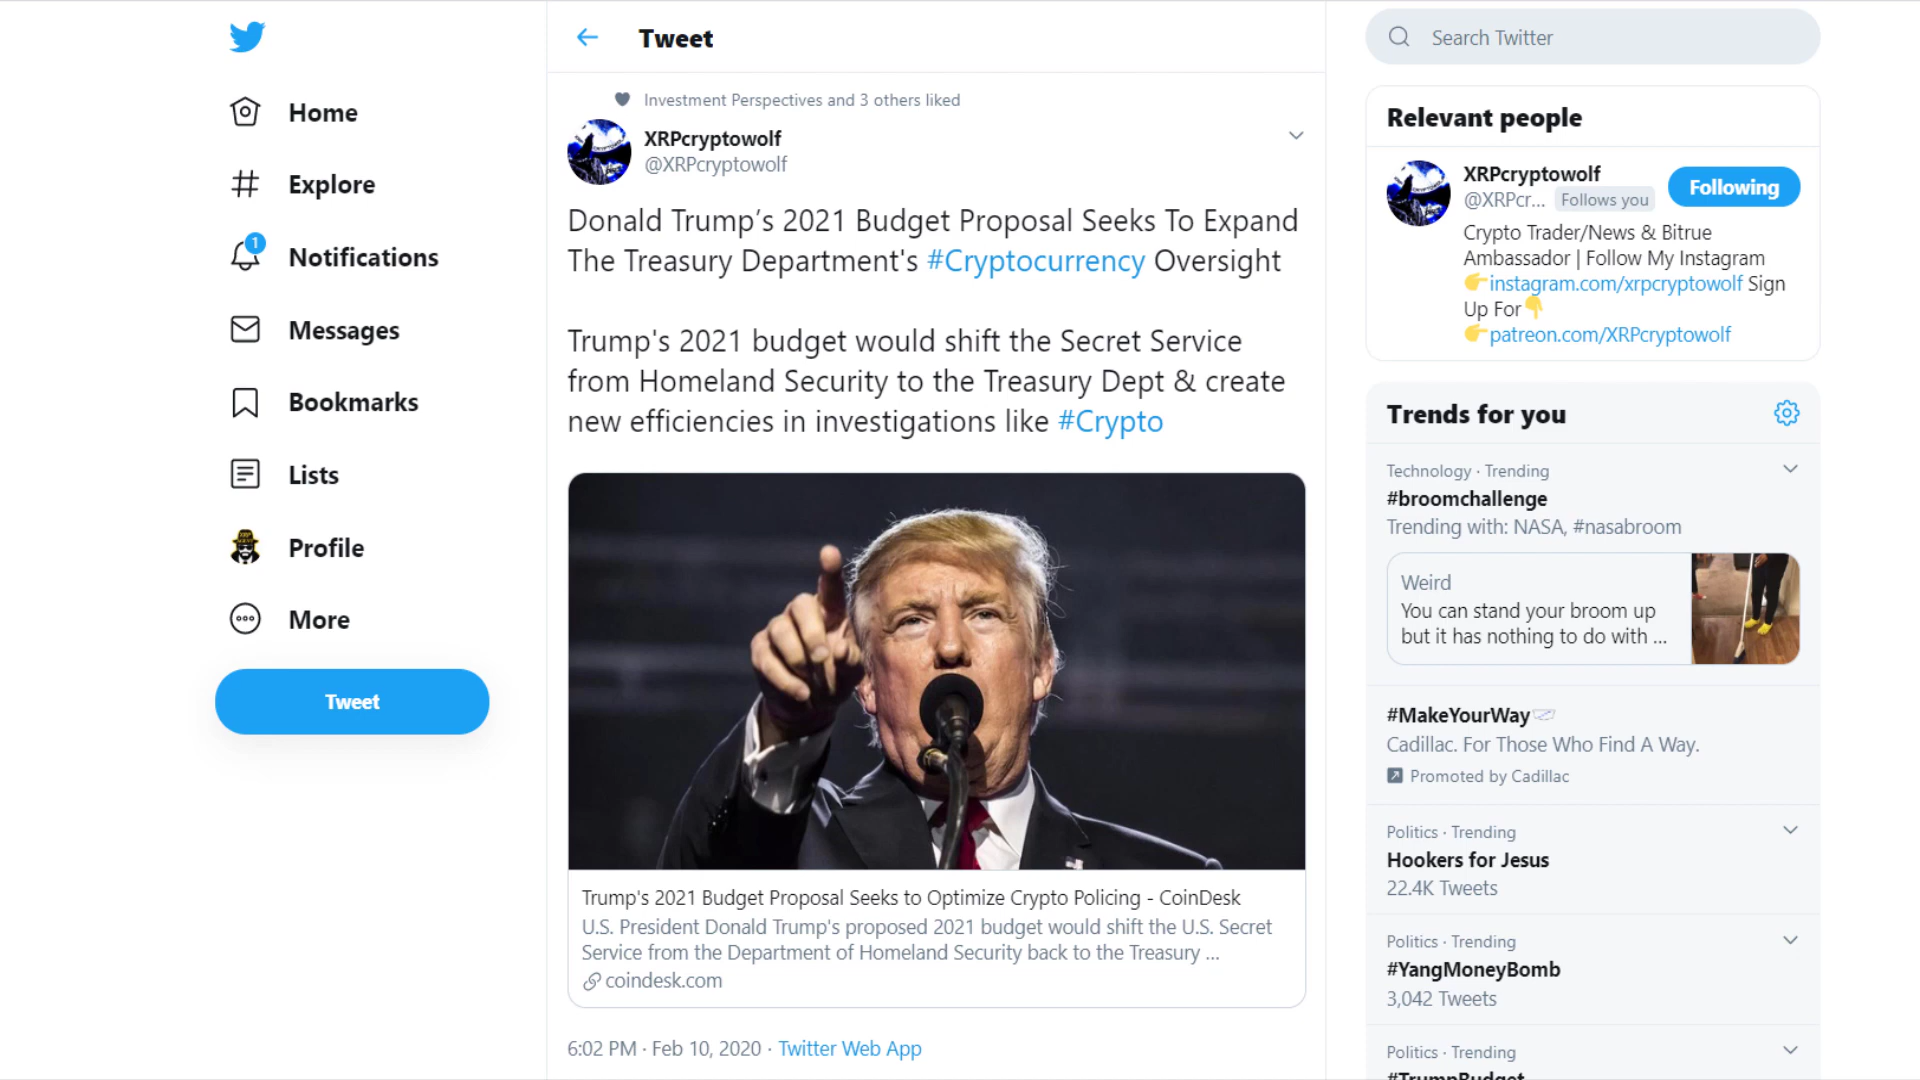 Home
Explore
1
Notifications
Messages
Bookmarks
Lists
Profile
More
Tweet
Tweet
Investment Perspectives and 3 others liked
XRPcryptowolf
@XRPcryptowolf
Donald Trump’s 2021 Budget Proposal Seeks To Expand
The Treasury Department's #Cryptocurrency Oversight
Trump's 2021 budget would shift the Secret Service
from Homeland Security to the Treasury Dept & create
new efficiencies in investigations like #Crypto
Trump's 2021 Budget Proposal Seeks to Optimize Crypto Policing - CoinDesk
U.S. President Donald Trump's proposed 2021 budget would shift the U.S. Secret
Service from the Department of Homeland Security back to the Treasury ...
coindesk.com
6:02 PM · Feb 10, 2020 · Twitter Web App
Search Twitter
Relevant people
XRPcryptowolf
@XRPcr... Follows you
Following
Crypto Trader/News & Bitrue
Ambassador | Follow My Instagram
👉instagram.com/xrpcryptowolf Sign
Up For👇
👉patreon.com/XRPcryptowolf
Trends for you
Technology · Trending
#broomchallenge
Trending with: NASA, #nasabroom
Weird
You can stand your broom up
but it has nothing to do with ...
#MakeYourWay
Cadillac. For Those Who Find A Way.
Promoted by Cadillac
Politics · Trending
Hookers for Jesus
22.4K Tweets
Politics · Trending
#YangMoneyBomb
3,042 Tweets
Politics · Trending
#TrumpBudget